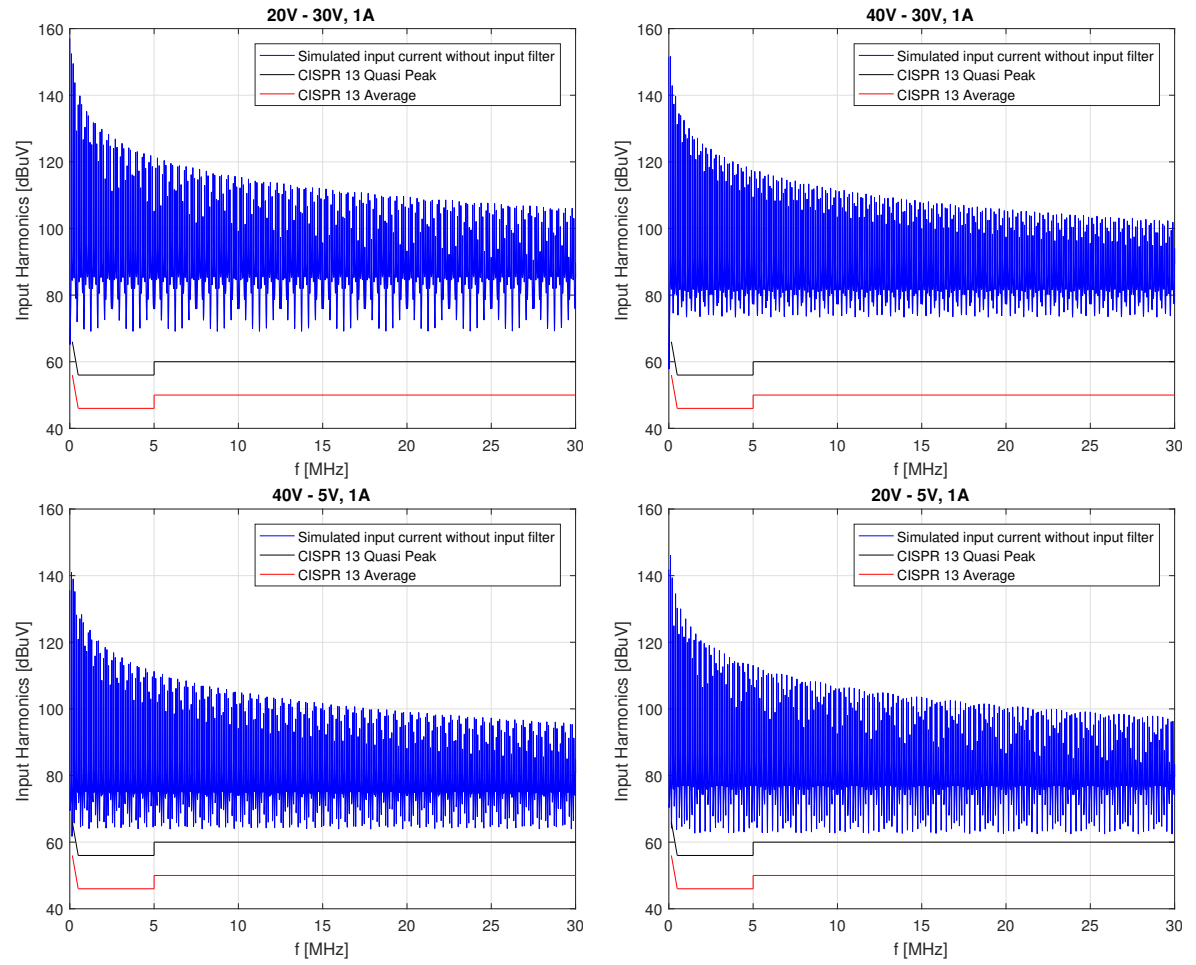 20V - 30V, 1A
Input Harmonics [dBuV]
160
140
120
100
80
60
40
Simulated input current without input filter
CISPR 13 Quasi Peak
CISPR 13 Average
0 5 10 15 20 25 30
f [MHz]
40V - 30V, 1A
Input Harmonics [dBuV]
160
140
120
100
80
60
40
Simulated input current without input filter
CISPR 13 Quasi Peak
CISPR 13 Average
0 5 10 15 20 25 30
f [MHz]
40V - 5V, 1A
Input Harmonics [dBuV]
160
140
120
100
80
60
40
Simulated input current without input filter
CISPR 13 Quasi Peak
CISPR 13 Average
0 5 10 15 20 25 30
f [MHz]
20V - 5V, 1A
Input Harmonics [dBuV]
160
140
120
100
80
60
40
Simulated input current without input filter
CISPR 13 Quasi Peak
CISPR 13 Average
0 5 10 15 20 25 30
f [MHz]